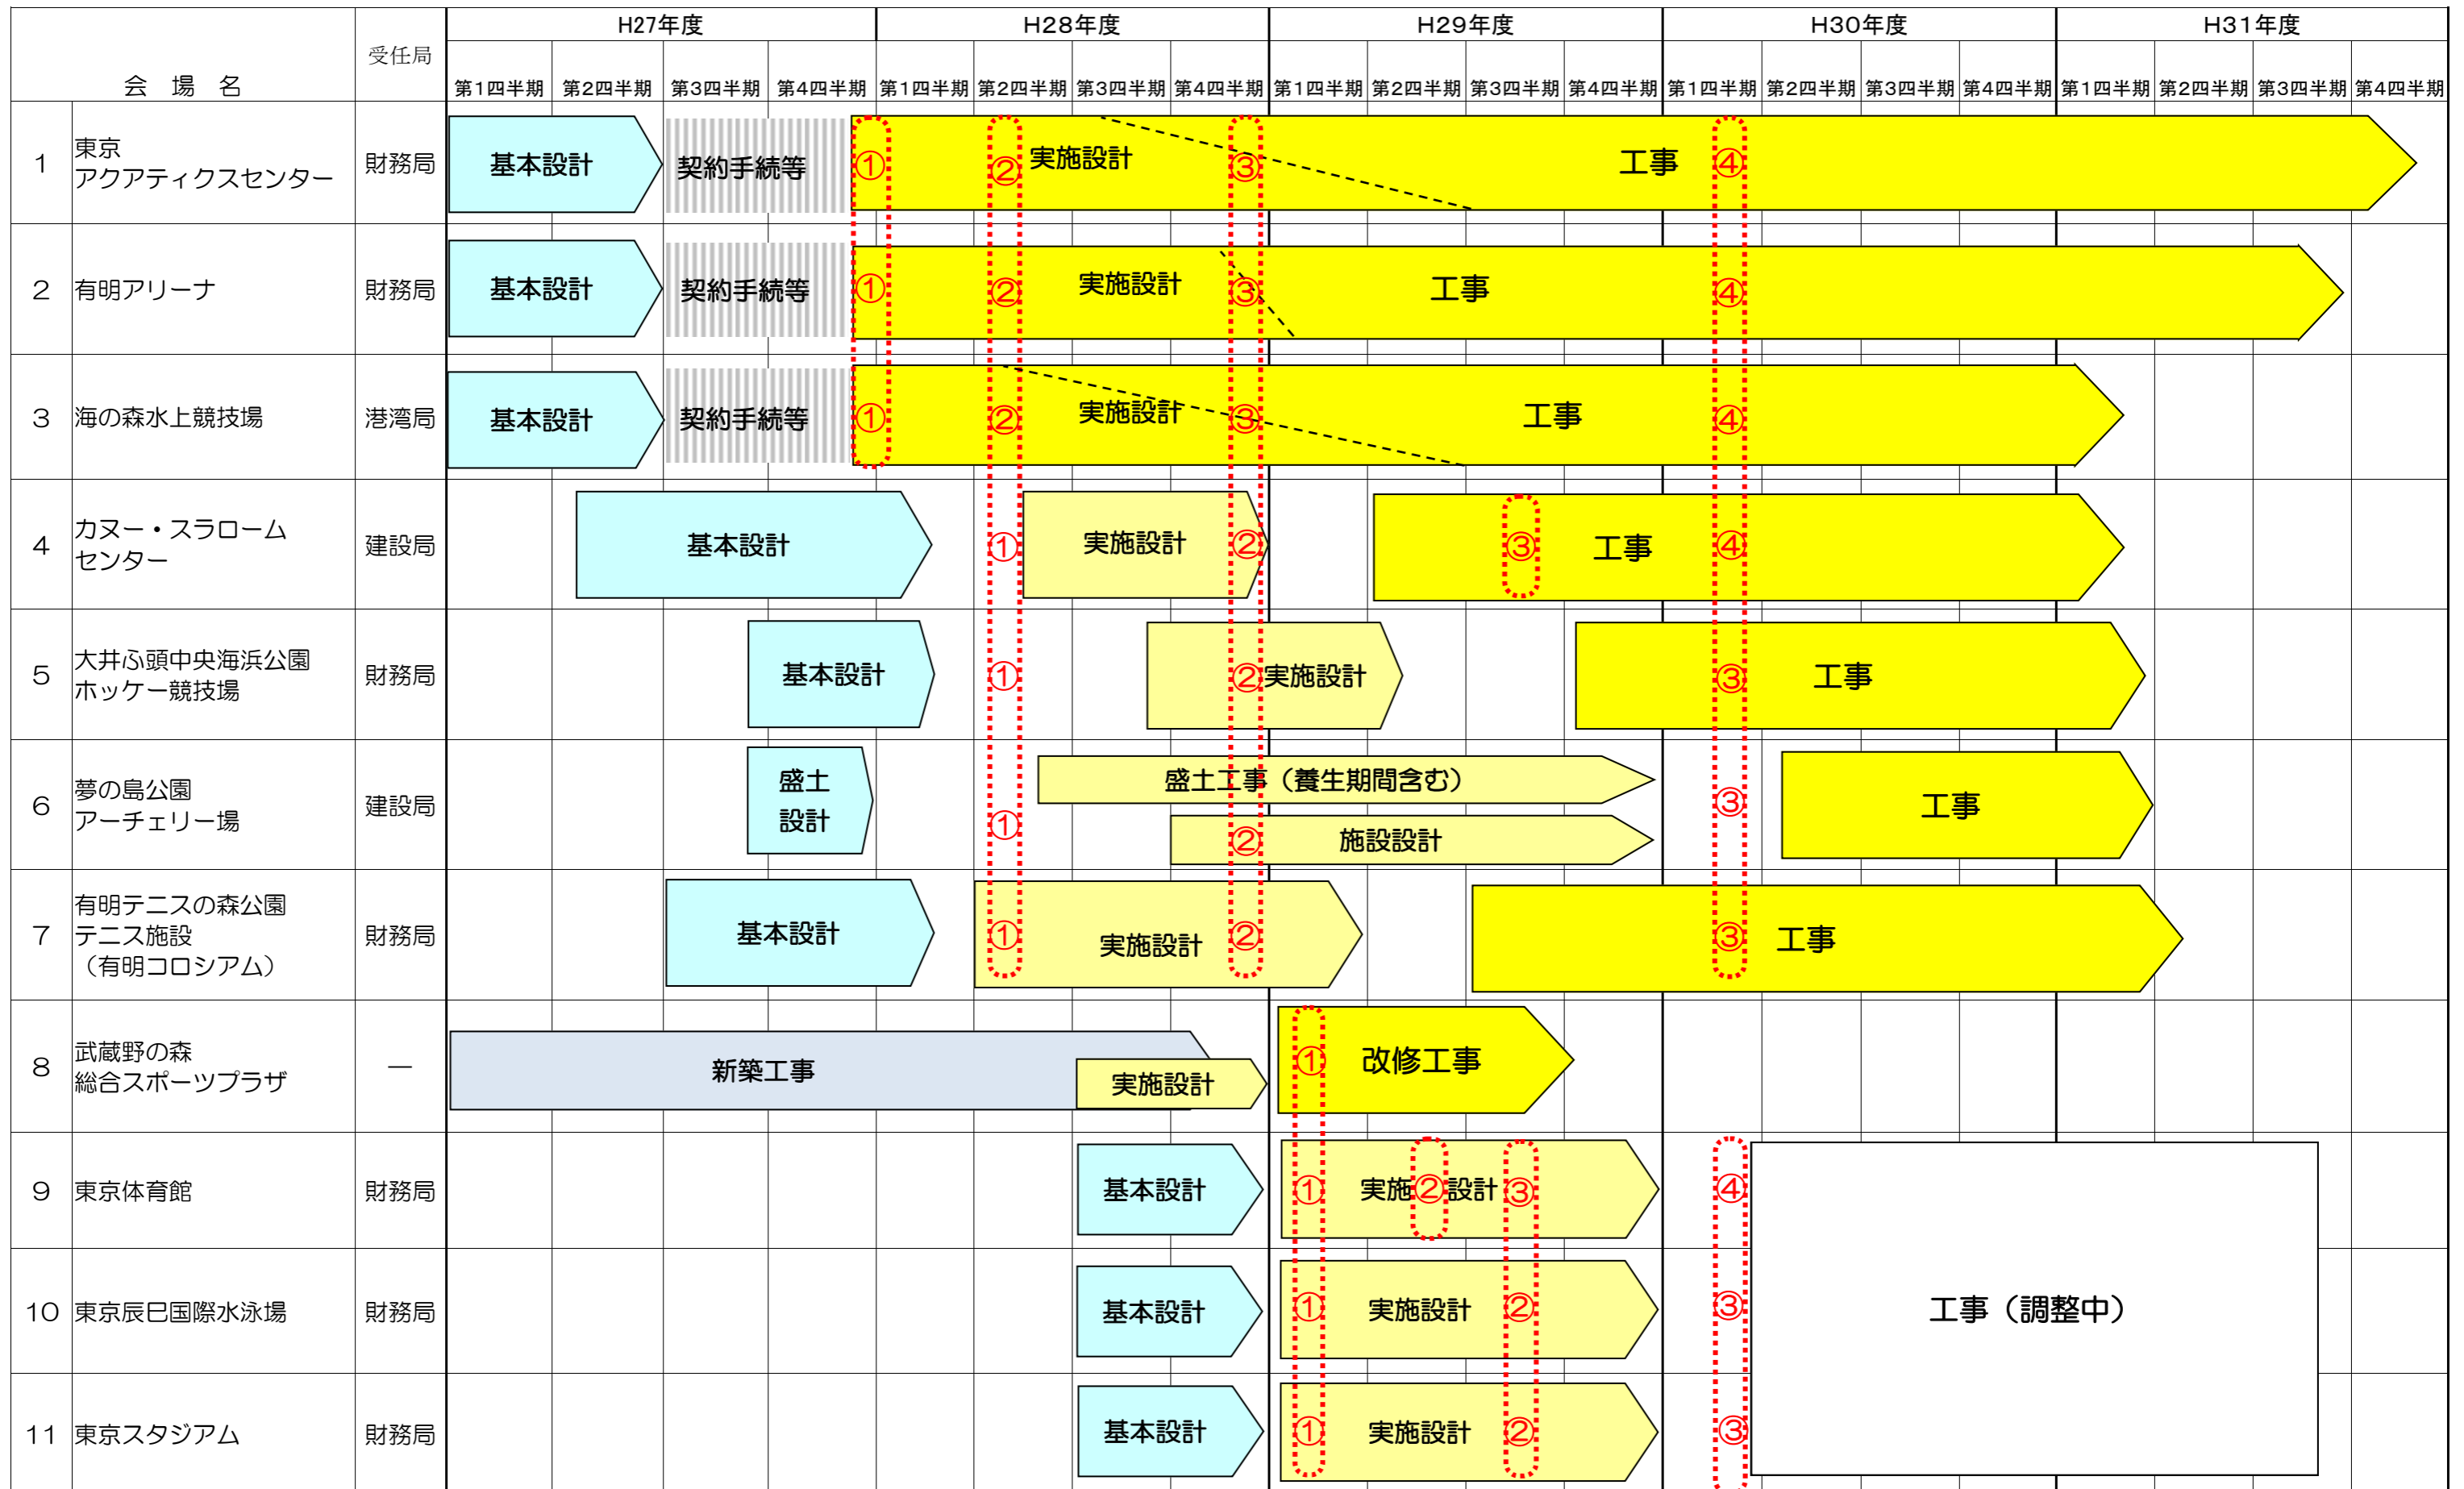 H27年度 H28年度 H29年度 H30年度 H31年度
会場名 受任局
第1四半期 第2四半期 第3四半期 第4四半期 第1四半期 第2四半期 第3四半期 第4四半期 第1四半期 第2四半期 第3四半期 第4四半期 第1四半期 第2四半期 第3四半期 第4四半期 第1四半期 第2四半期 第3四半期 第4四半期
1 東京
アクアティクスセンター 財務局 基本設計 契約手続等 ① ② 実施設計 ③ 工事 ④
2 有明アリーナ 財務局 基本設計 契約手続等 ① ② 実施設計 ③ 工事 ④
3 海の森水上競技場 港湾局 基本設計 契約手続等 ① ② 実施設計 ③ 工事 ④
4 カヌー・スラローム
センター 建設局 基本設計 ① 実施設計 ② ③ 工事 ④
5 大井ふ頭中央海浜公園
ホッケー競技場 財務局 基本設計 ① ② 実施設計 ③ 工事
6 夢の島公園
アーチェリー場 建設局 盛土
設計 ① 盛土工事（養生期間含む） ③ 工事
② 施設設計
7 有明テニスの森公園
テニス施設
（有明コロシアム） 財務局 基本設計 ① 実施設計 ② ③ 工事
8 武蔵野の森
総合スポーツプラザ ― 新築工事 実施設計 ① 改修工事
9 東京体育館 財務局 基本設計 ① 実施 ② 設計 ③ ④
10 東京辰巳国際水泳場 財務局 基本設計 ① 実施設計 ② ③ 工事（調整中）
11 東京スタジアム 財務局 基本設計 ① 実施設計 ② ③